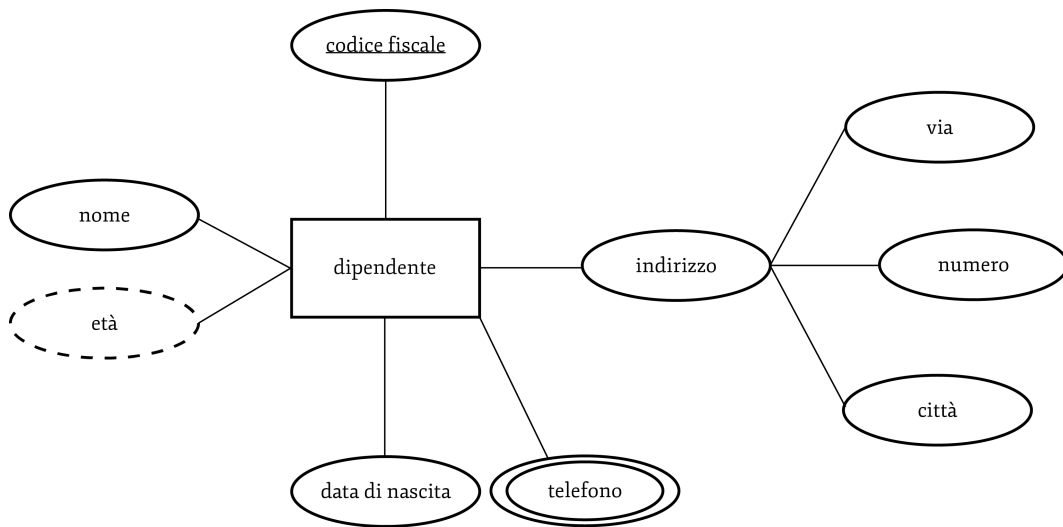 codice fiscale
via
nome
dipendente
indirizzo
numero
età
città
data di nascita
telefono